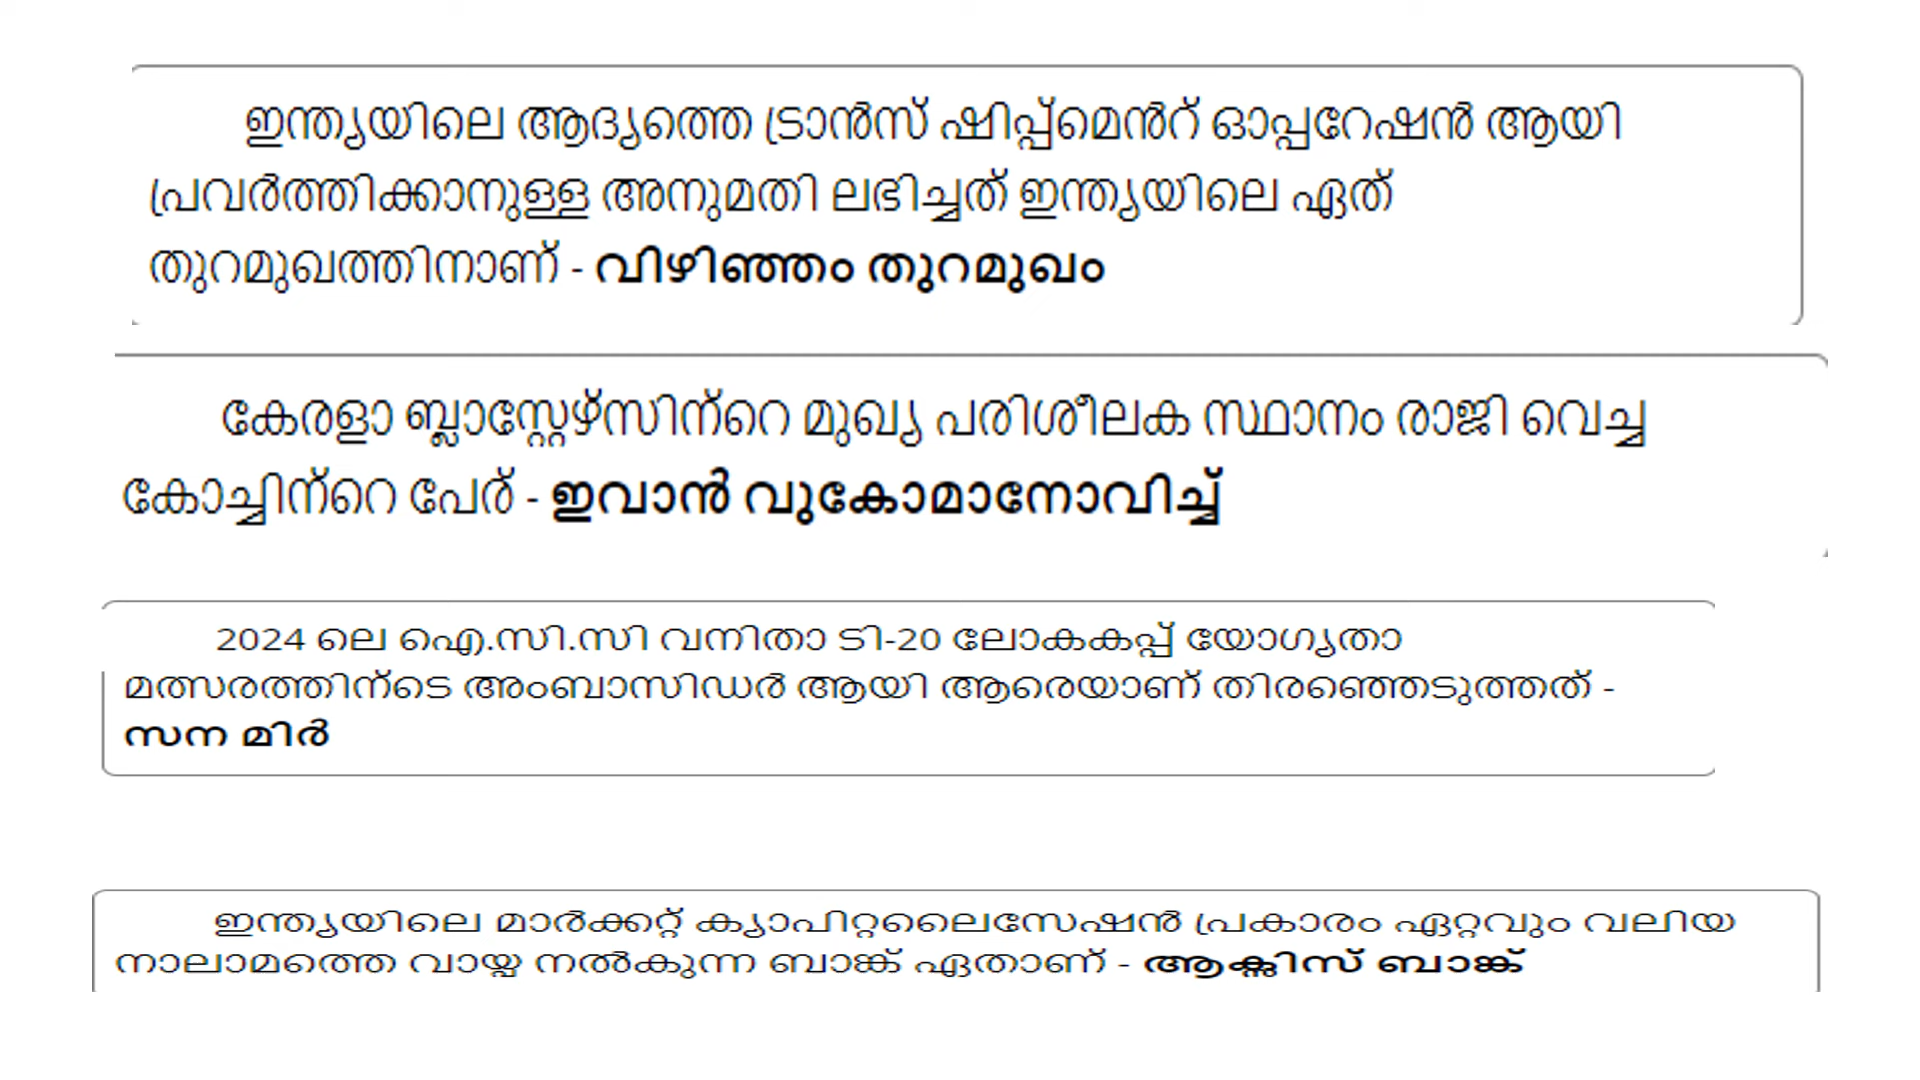 ഇന്ത്യയിലെ ആദ്യത്തെ ട്രാൻസ് ഷിപ്പ്മെൻറ് ഓപ്പറേഷൻ ആയി
പ്രവർത്തിക്കാനുള്ള അനുമതി ലഭിച്ചത് ഇന്ത്യയിലെ ഏത്
തുറമുഖത്തിനാണ് - വിഴിഞ്ഞം തുറമുഖം
കേരളാ ബ്ലാസ്റ്റേഴ്സിന്റെ മുഖ്യ പരിശീലക സ്ഥാനം രാജി വെച്ച
കോച്ചിന്റെ പേര് - ഇവാൻ വുകോമാനോവിച്ച്
2024 ലെ ഐ.സി.സി വനിതാ ടി-20 ലോകകപ്പ് യോഗ്യതാ
മത്സരത്തിന്ടെ അംബാസിഡർ ആയി ആരെയാണ് തിരഞ്ഞെടുത്തത് -
സന മിർ
ഇന്ത്യയിലെ മാർക്കറ്റ് ക്യാപിറ്റലൈസേഷൻ പ്രകാരം ഏറ്റവും വലിയ
നാലാമത്തെ വായ്പ നൽകുന്ന ബാങ്ക് ഏതാണ് - ആക്സിസ് ബാങ്ക്